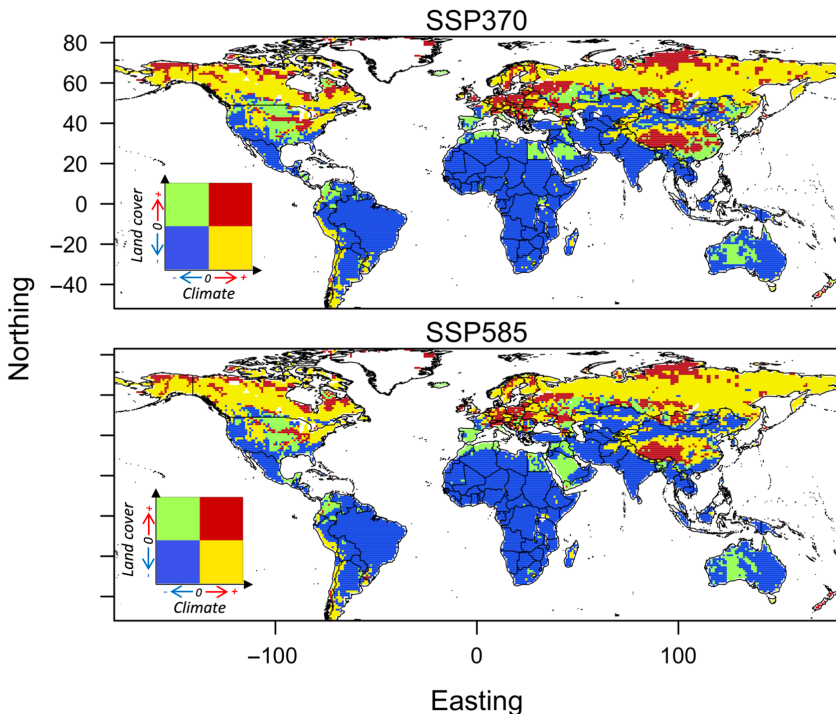 SSP370
80
60
40
20
0
−20
−40
Land cover
- 0 +
- 0 +
Climate
Northing
SSP585
Land cover
- 0 +
- 0 +
Climate
−100
0
100
Easting